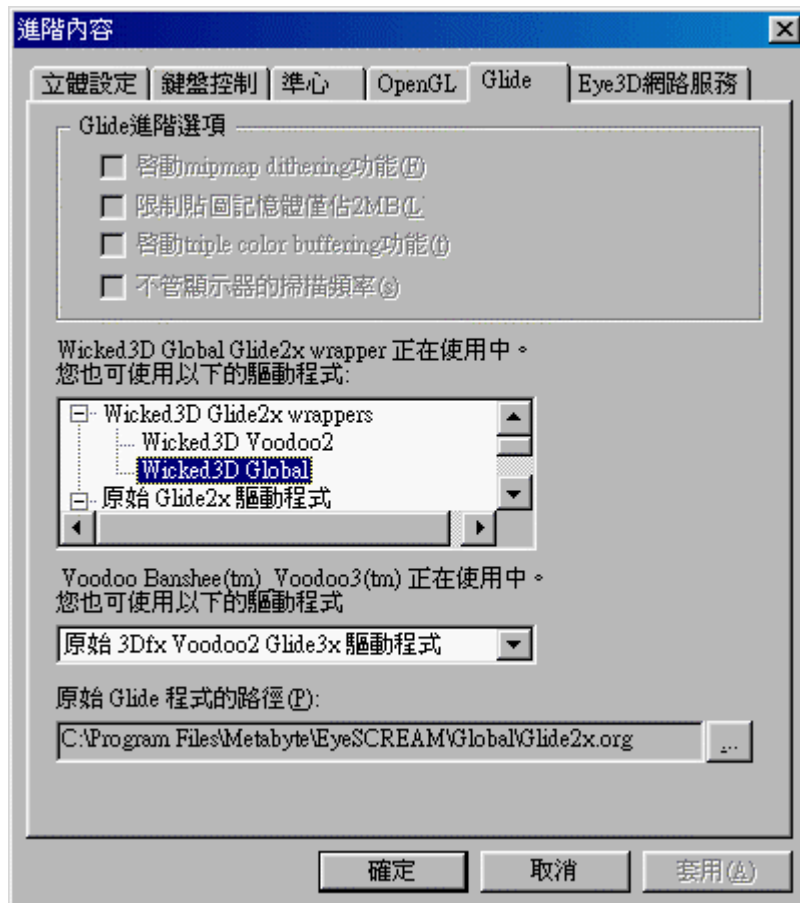 進階內容
立體設定 鍵盤控制 準心 OpenGL Glide Eye3D網路服務
Glide進階選項
啓動mipmap dithering功能(F)
限制貼圖記憶體僅佔2MB(L
啓動triple color buffering功能(f)
不管顯示器的掃描頻率(s)
Wicked3D Global Glide2x wrapper 正在使用中。
您也可使用以下的驅動程式:
Wicked3D Glide2x wrappers
Wicked3D Voodoo2
Wicked3D Global
原始 Glide2x 驅動程式
Voodoo Banshee(tm)_Voodoo3(tm) 正在使用中。
您也可使用以下的驅動程式
原始 3Dfx Voodoo2 Glide3x 驅動程式
原始 Glide 程式的路徑(P):
C:\Program Files\Metabyte\EyeSCREAM\Global\Glide2x.org ...
確定 取消 套用(A)